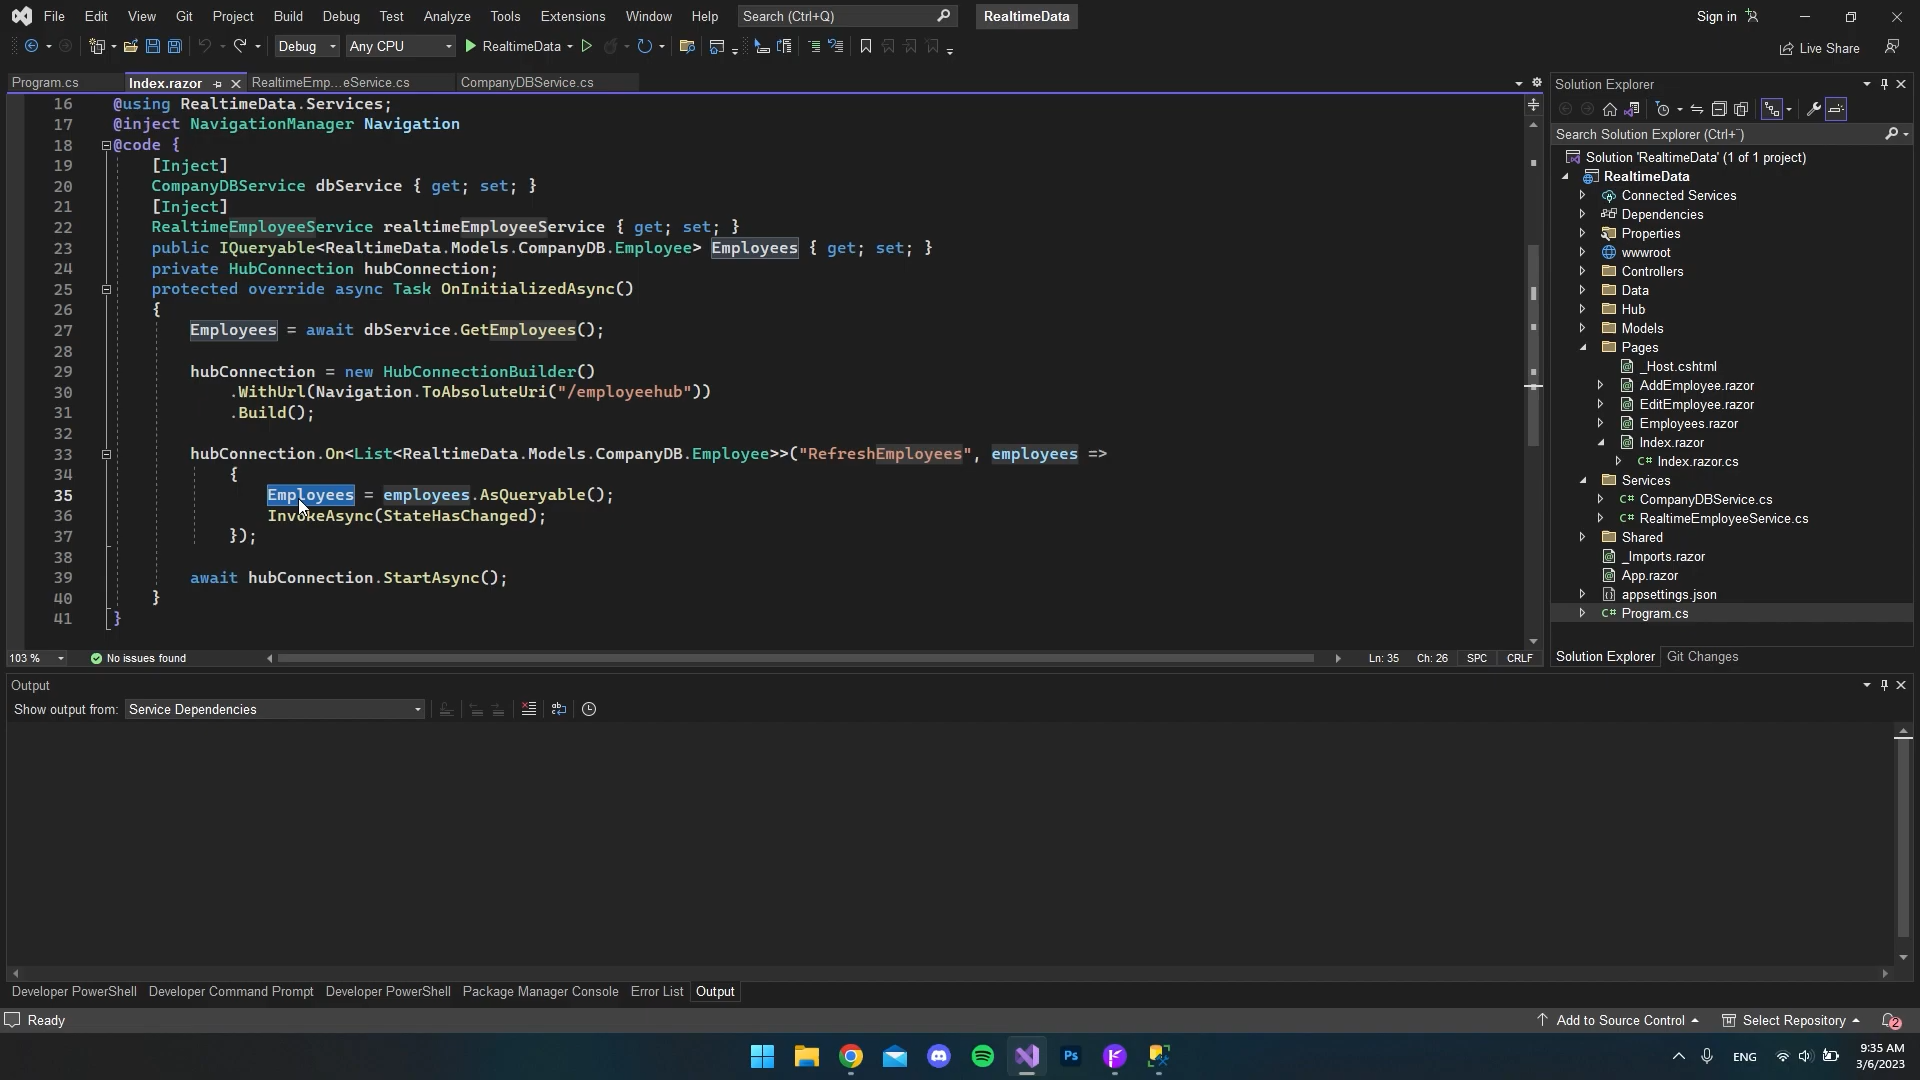 File Edit View Git Project Build Debug Test Analyze Tools Extensions Window Help Search (Ctrl+Q) RealtimeData Sign in
Debug Any CPU RealtimeData Live Share
Program.cs Index.razor RealtimeEmp...eService.cs CompanyDBService.cs
16 @using RealtimeData.Services;
17 @inject NavigationManager Navigation
18 @code {
19 [Inject]
20 CompanyDBService dbService { get; set; }
21 [Inject]
22 RealtimeEmployeeService realtimeEmployeeService { get; set; }
23 public IQueryable<RealtimeData.Models.CompanyDB.Employee> Employees { get; set; }
24 private HubConnection hubConnection;
25 protected override async Task OnInitializedAsync()
26 {
27 Employees = await dbService.GetEmployees();
28
29 hubConnection = new HubConnectionBuilder()
30 .WithUrl(Navigation.ToAbsoluteUri("/employeehub"))
31 .Build();
32
33 hubConnection.On<List<RealtimeData.Models.CompanyDB.Employee>>("RefreshEmployees", employees =>
34 {
35 Employees = employees.AsQueryable();
36 InvokeAsync(StateHasChanged);
37 });
38
39 await hubConnection.StartAsync();
40 }
41 }
103 % No issues found Ln: 35 Ch: 26 SPC CRLF
Solution Explorer
Search Solution Explorer (Ctrl+¨)
Solution 'RealtimeData' (1 of 1 project)
RealtimeData
Connected Services
Dependencies
Properties
wwwroot
Controllers
Data
Hub
Models
Pages
_Host.cshtml
AddEmployee.razor
EditEmployee.razor
Employees.razor
Index.razor
C# Index.razor.cs
Services
C# CompanyDBService.cs
C# RealtimeEmployeeService.cs
Shared
_Imports.razor
App.razor
appsettings.json
C# Program.cs
Solution Explorer Git Changes
Output
Show output from: Service Dependencies
Developer PowerShell Developer Command Prompt Developer PowerShell Package Manager Console Error List Output
Ready Add to Source Control Select Repository 2
Ps ENG 9:35 AM
3/6/2023